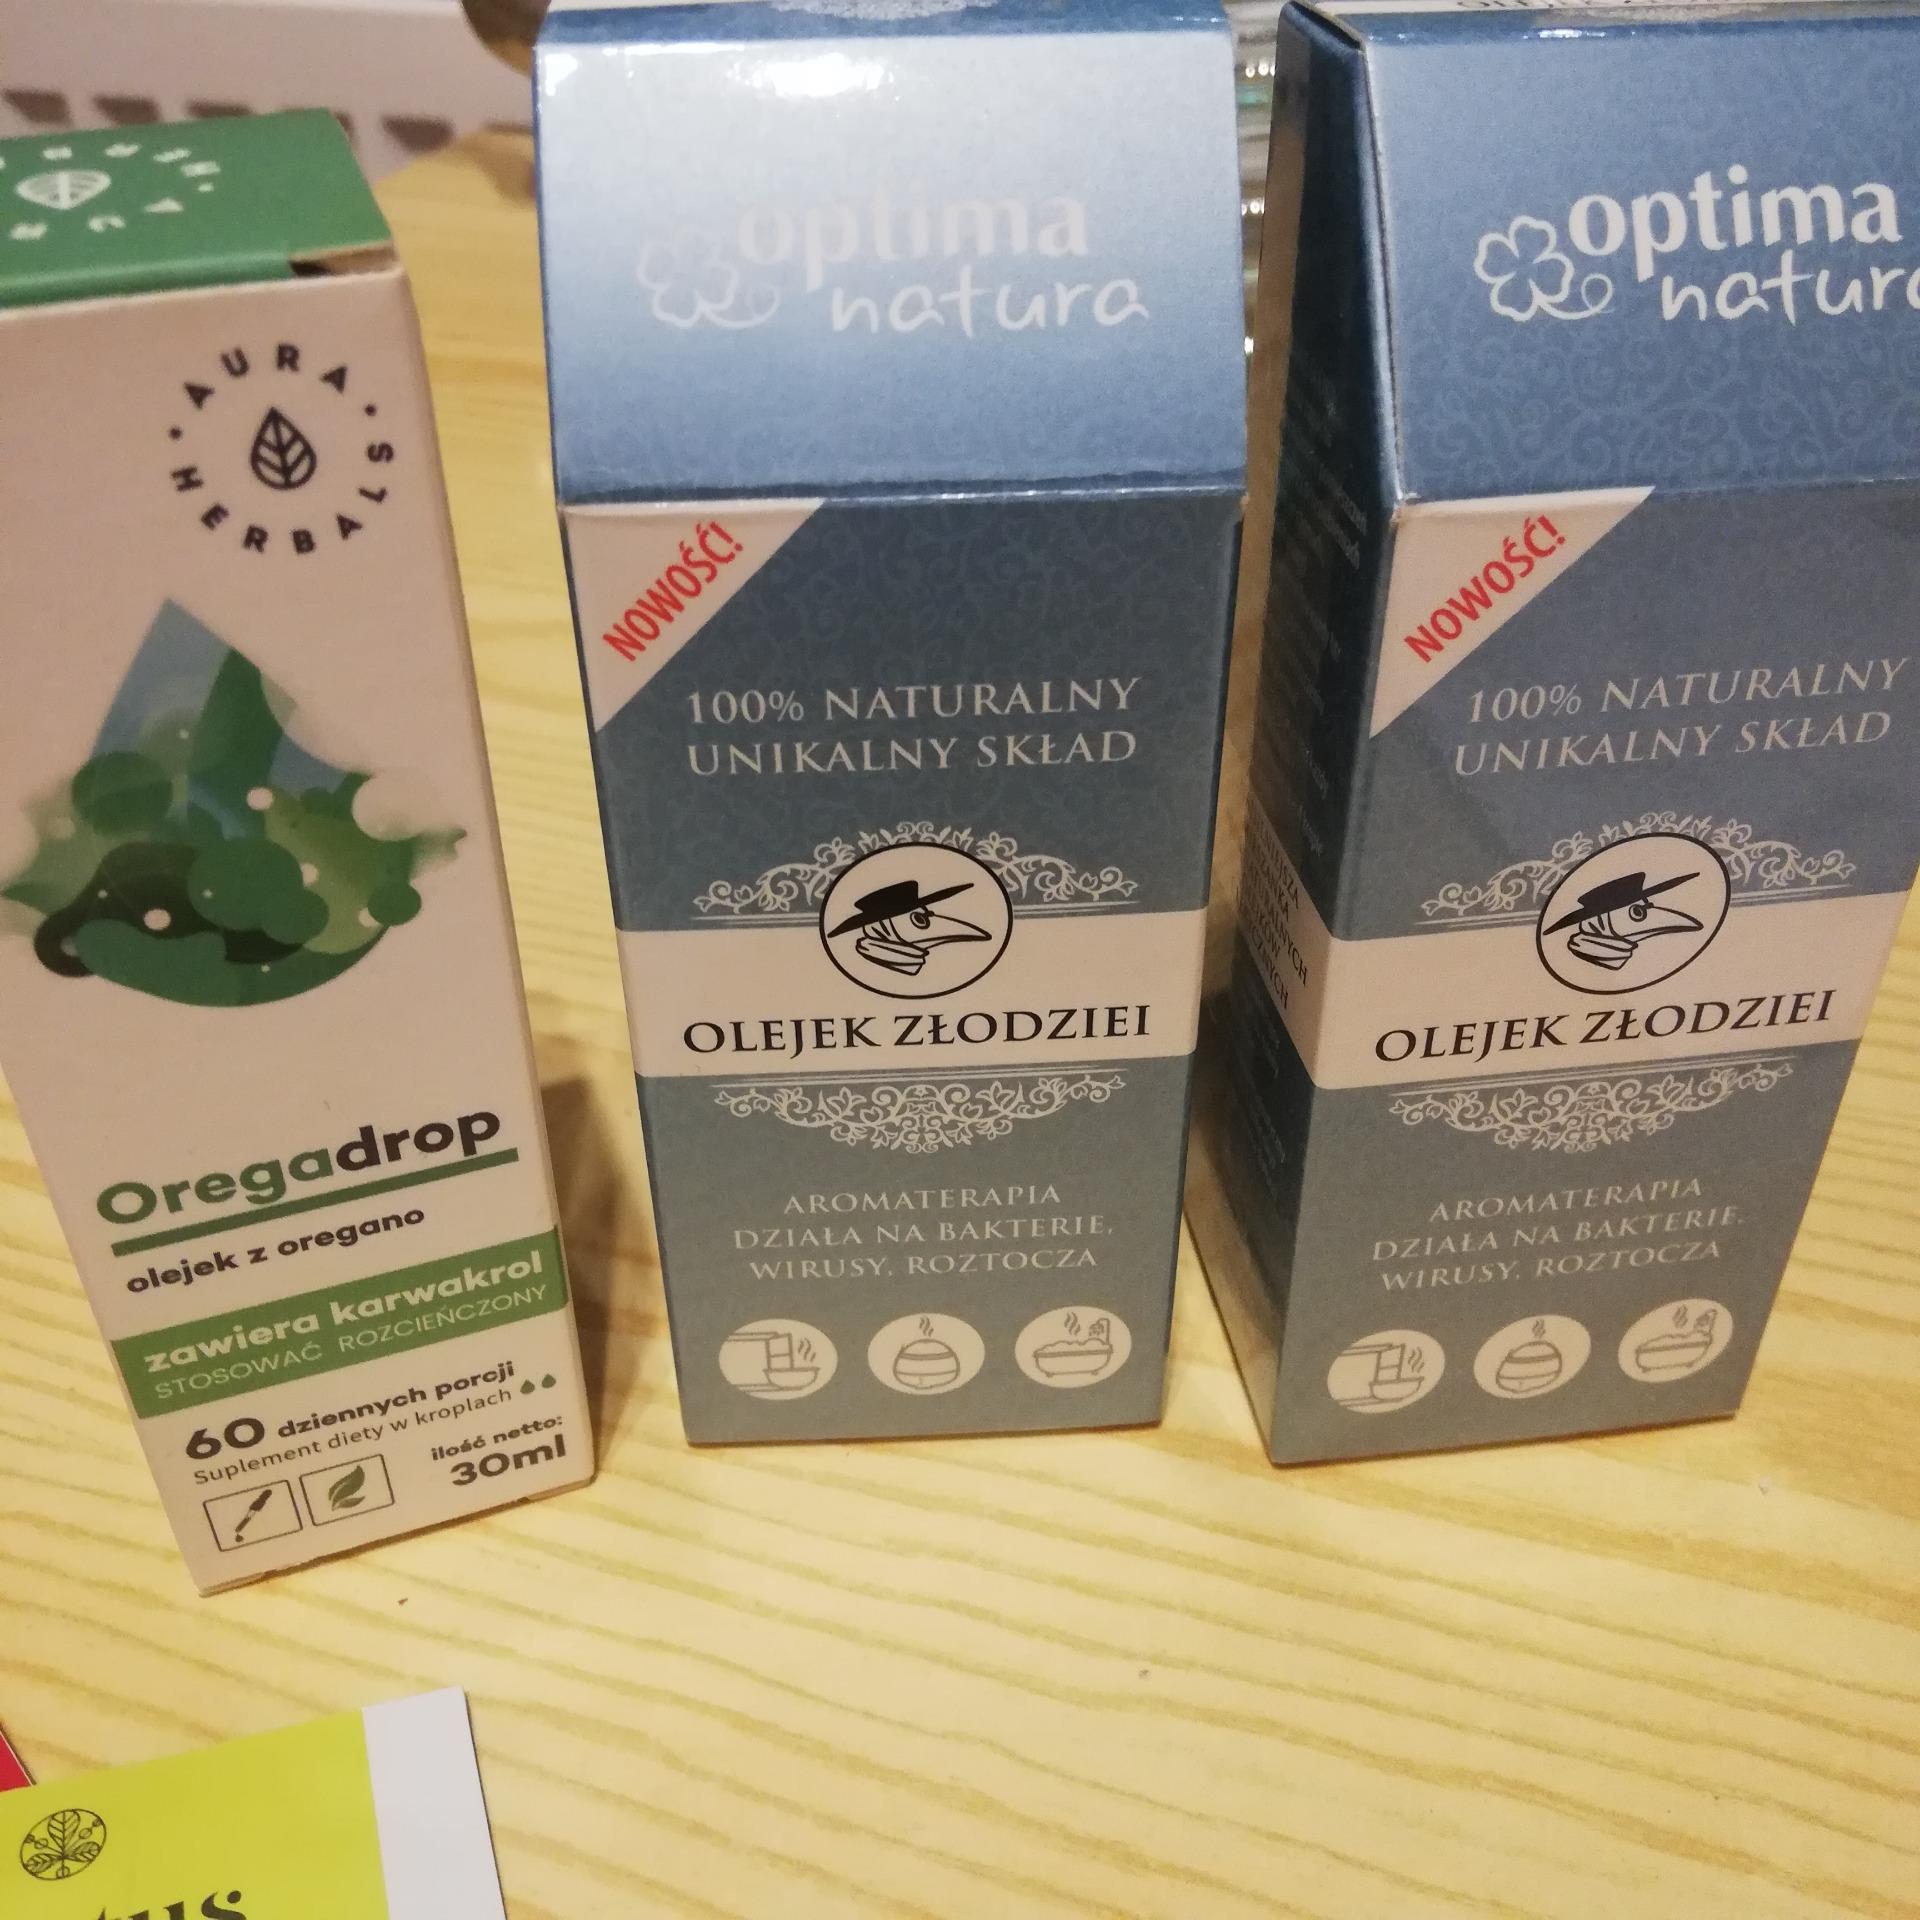 AURA HERBALS
Oregadrop
olejek z oregano
zawiera karwakrol
STOSOWAĆ ROZCIEŃCZONY
60 dziennych porcji
Suplement diety w kroplach
ilość netto:
30ml
optima
natura
NOWOŚĆ!
100% NATURALNY
UNIKALNY SKŁAD
OLEJEK ZŁODZIEI
AROMATERAPIA
DZIAŁA NA BAKTERIE,
WIRUSY, ROZTOCZA
optima
natura
NOWOŚĆ!
100% NATURALNY
UNIKALNY SKŁAD
OLEJEK ZŁODZIEI
AROMATERAPIA
DZIAŁA NA BAKTERIE,
WIRUSY, ROZTOCZA